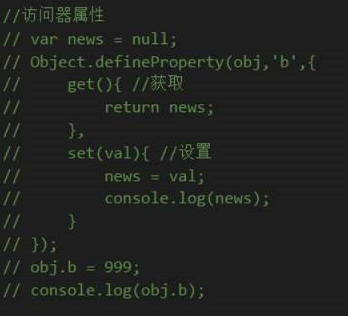 //访问器属性
// var news = null;
// Object.defineProperty(obj,'b',{
//     get(){ //获取
//         return news;
//     },
//     set(val){ //设置
//         news = val;
//         console.log(news);
//     }
// });
// obj.b = 999;
// console.log(obj.b);